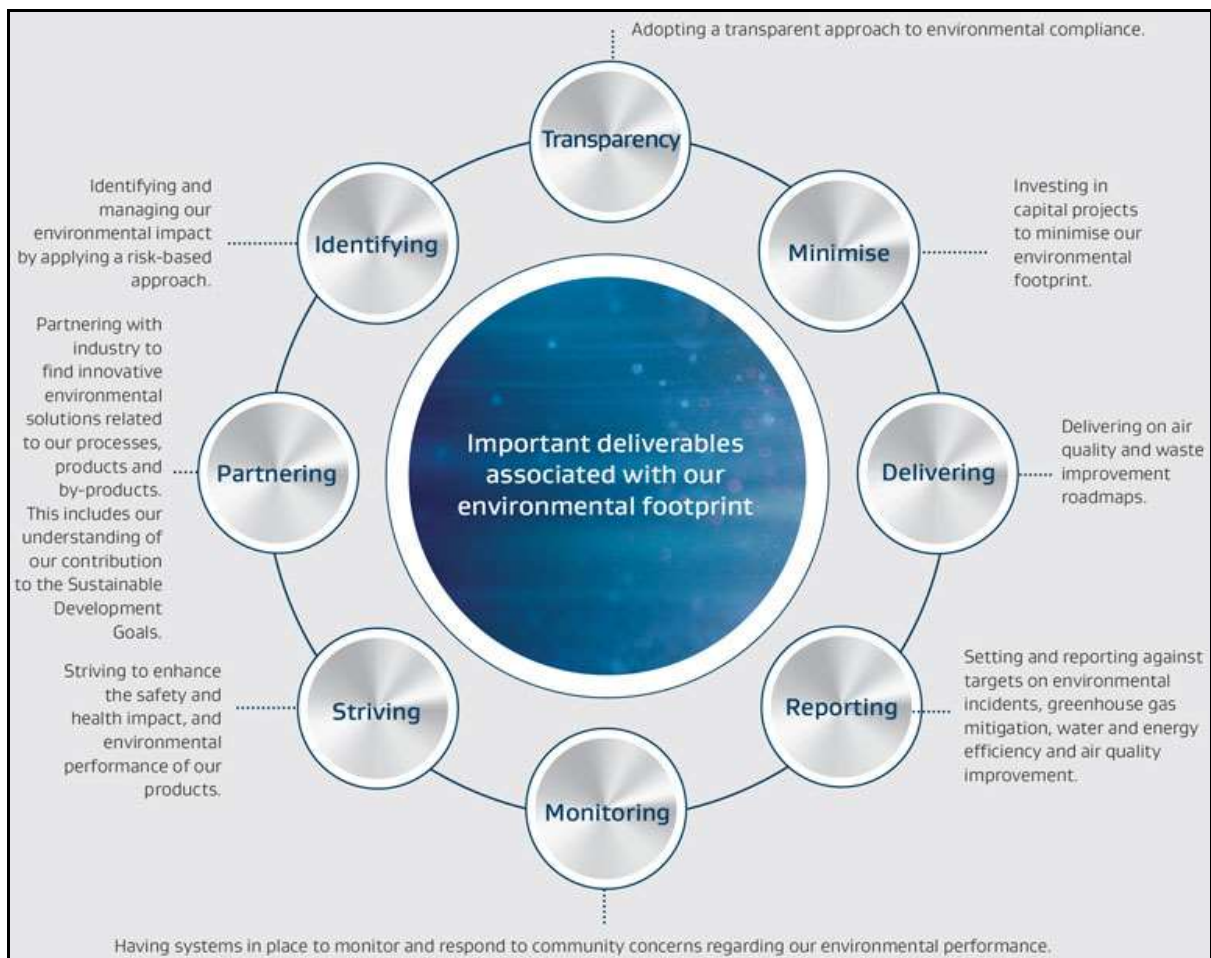 Adopting a transparent approach to environmental compliance.
Transparency
Identifying and
managing our
environmental impact
by applying a risk-based
approach.
Identifying
Minimise
Investing in
capital projects
to minimise our
environmental
footprint.
Partnering with
industry to
find innovative
environmental
solutions related
to our processes,
products and
by-products.
This includes our
understanding of
our contribution
to the Sustainable
Development
Goals.
Partnering
Important deliverables
associated with our
environmental footprint
Delivering
Delivering on air
quality and waste
improvement
roadmaps.
Striving to enhance
the safety and
health impact, and
environmental
performance of our
products.
Striving
Reporting
Setting and reporting against
targets on environmental
incidents, greenhouse gas
mitigation, water and energy
efficiency and air quality
improvement.
Monitoring
Having systems in place to monitor and respond to community concerns regarding our environmental performance.